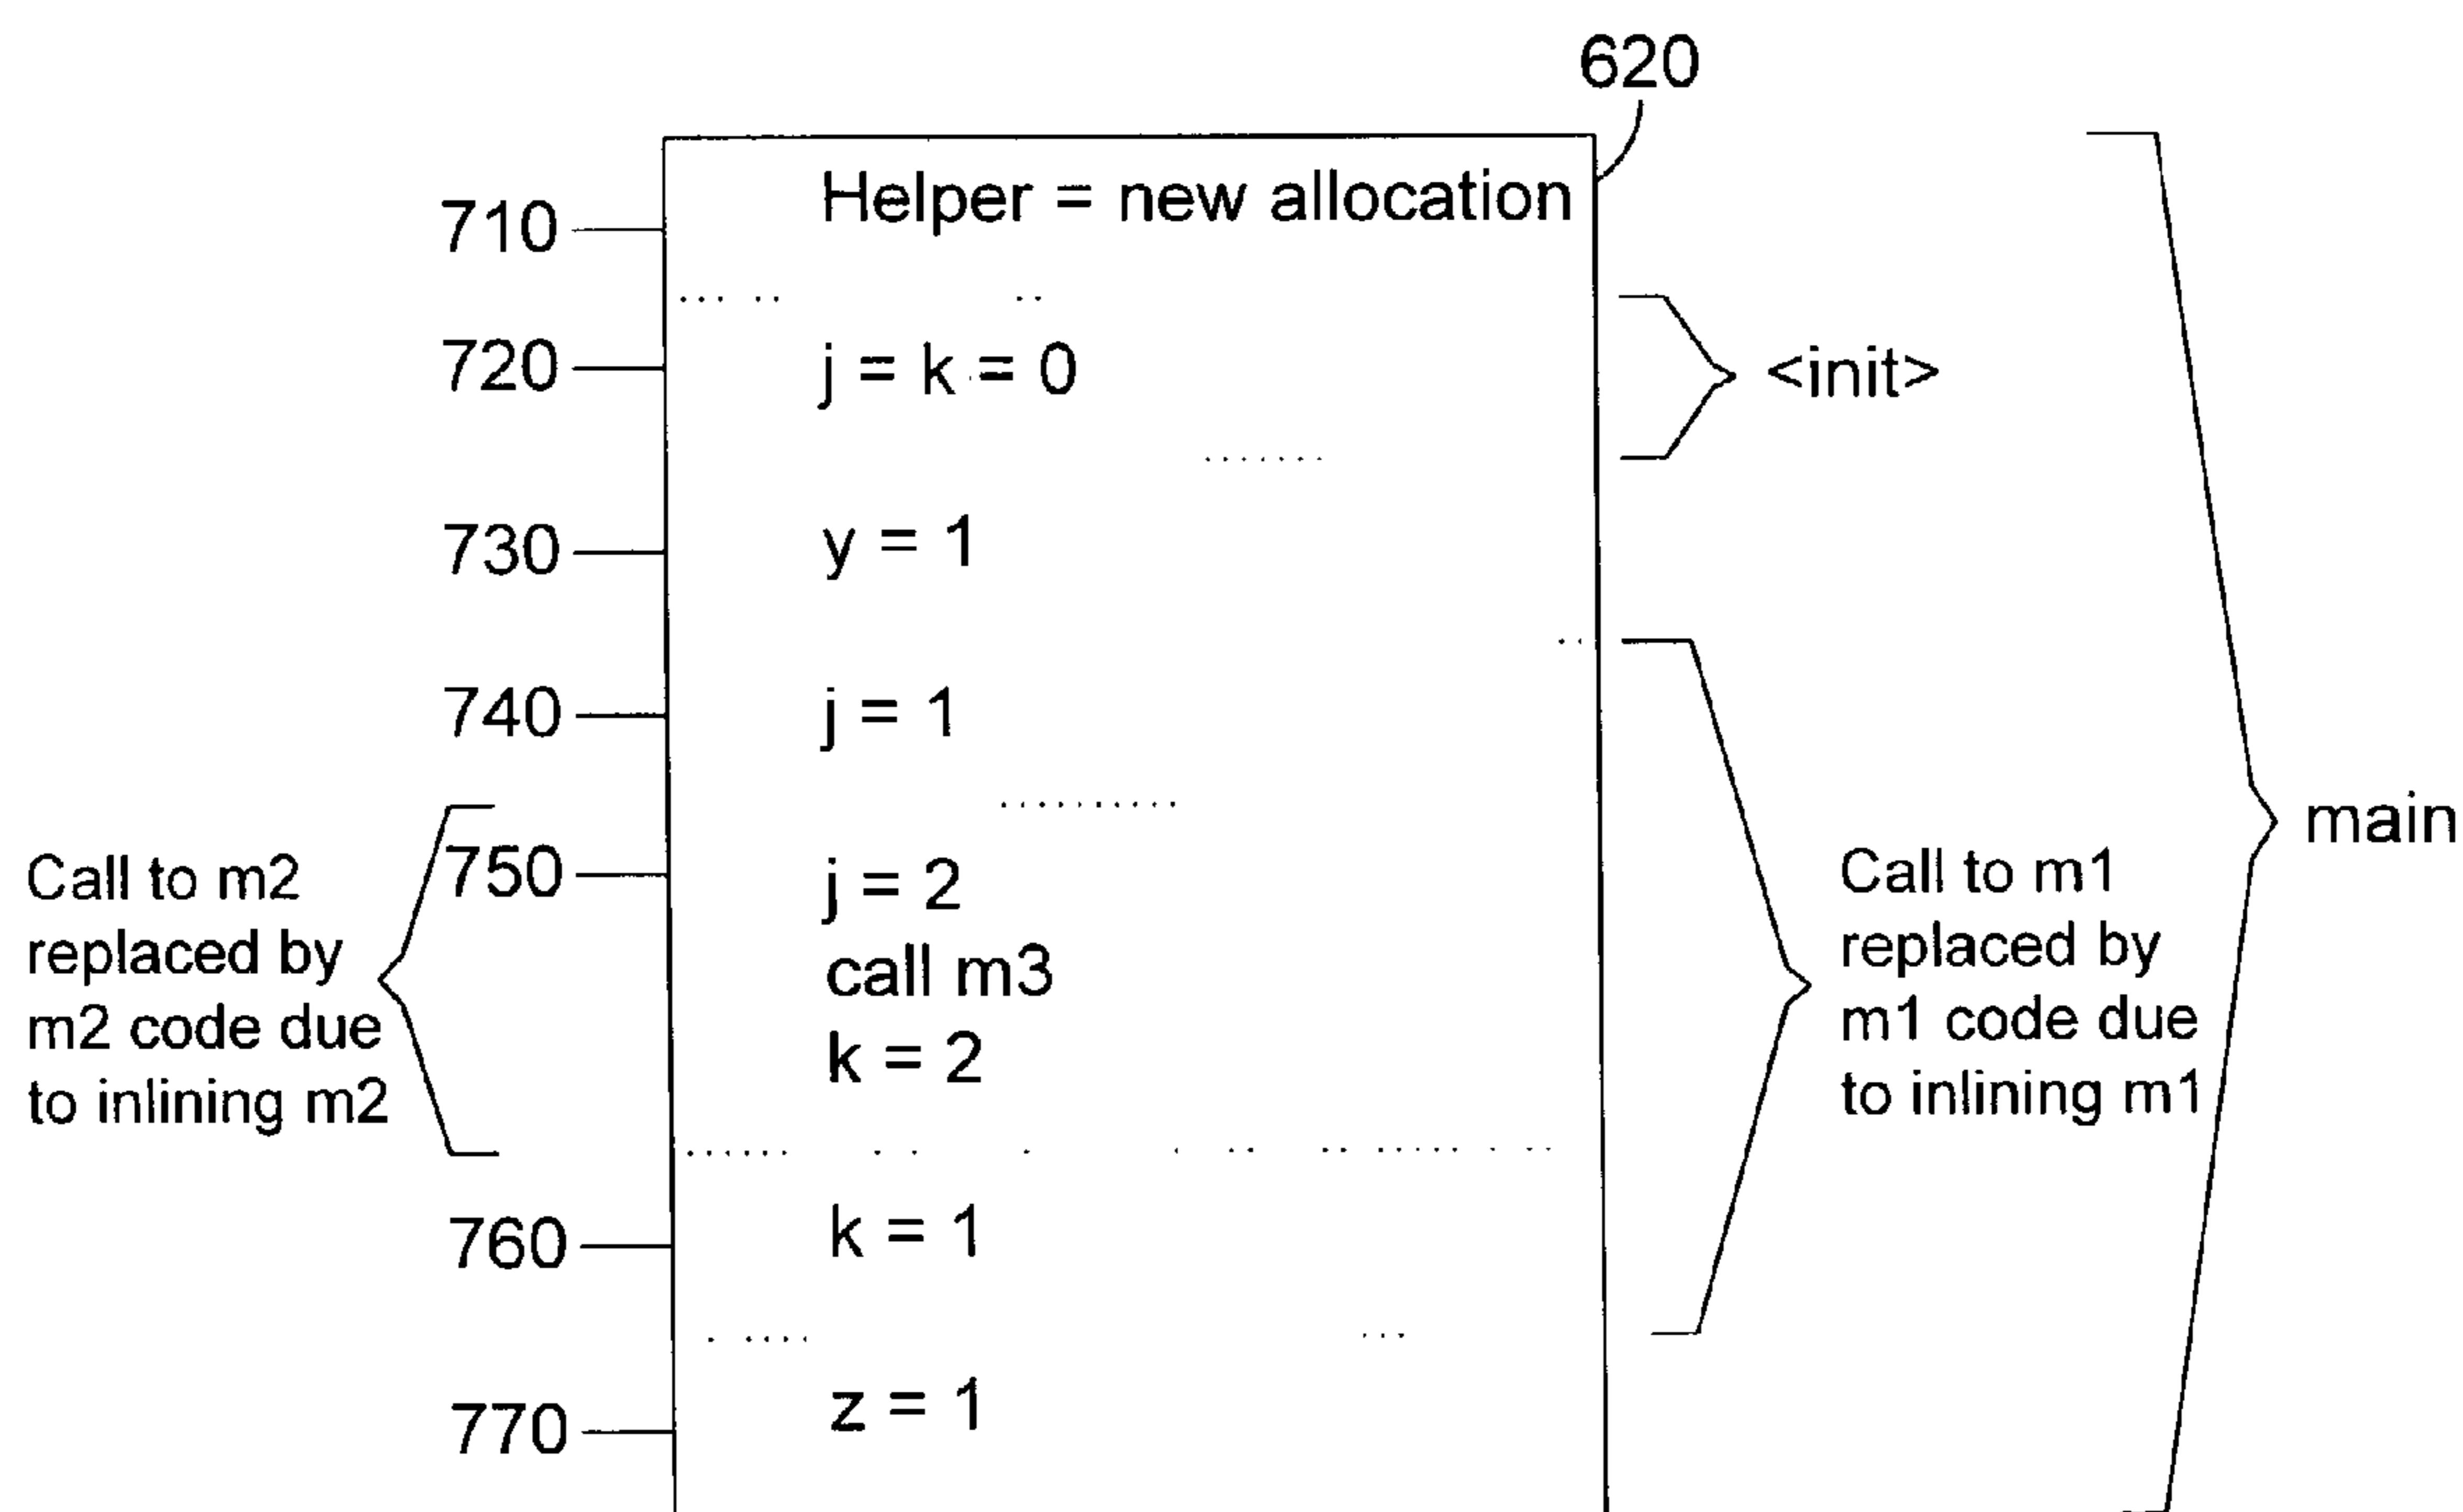 620
710
Helper = new allocation
720
j = k = 0
<init>
730
y = 1
740
j = 1
750
j = 2
call m3
k = 2
Call to m2
replaced by
m2 code due
to inlining m2
Call to m1
replaced by
m1 code due
to inlining m1
main
760
k = 1
770
z = 1